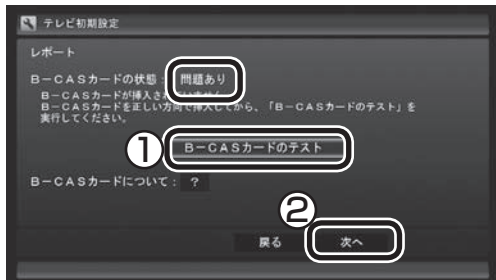 テレビ初期設定
レポート
B-CASカードの状態: 問題あり
B-CASカードが挿入されていません。
B-CASカードを正しい方向で挿入してから、「B-CASカードのテスト」を
実行してください。
① B-CASカードのテスト
B-CASカードについて: ?
②
戻る 次へ